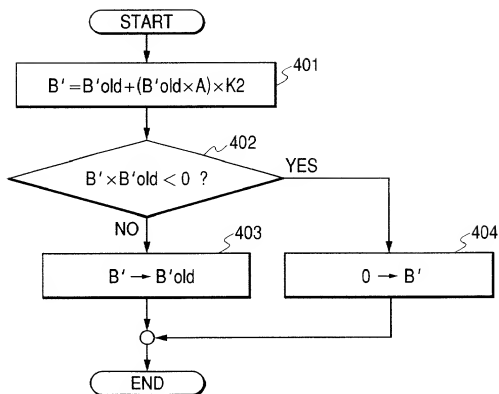 START
B'=B'old+(B'old×A)×K2
401
402
B'×B'old<0 ?
YES
NO
403
B'→B'old
404
0→B'
END